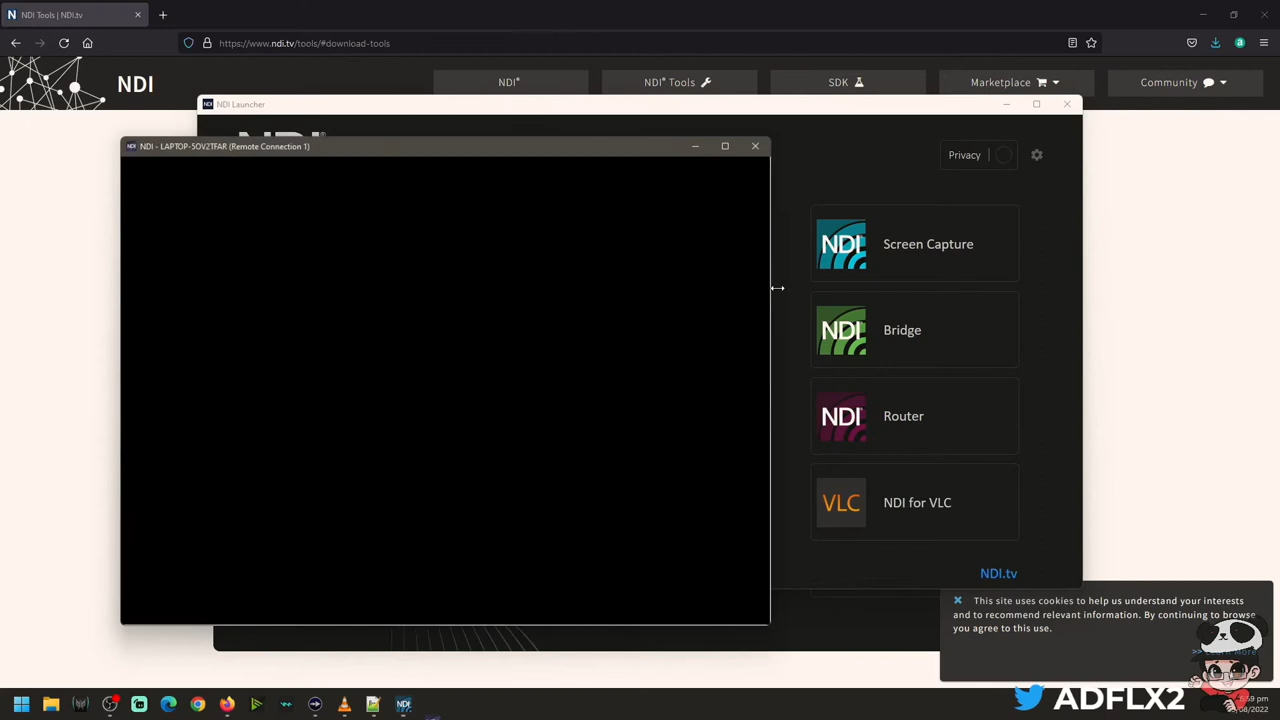 NDI Tools | NDI.tv
https://www.ndi.tv/tools/#download-tools
NDI
NDI®
NDI® Tools
SDK
Marketplace
Community
NDI Launcher
NDI - LAPTOP-5OV2TFAR (Remote Connection 1)
Privacy
NDI Screen Capture
NDI Bridge
NDI Router
VLC NDI for VLC
NDI.tv
This site uses cookies to help us understand your interests
and to recommend relevant information. By continuing to browse
you agree to this use.
>> Learn More
ADFLX2